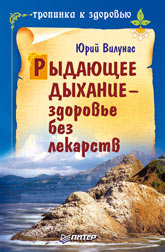 тропинка к здоровью
Юрий Вилунас
РЫДАЮЩЕЕ
ДЫХАНИЕ –
здоровье
без
лекарств
ПИТЕР